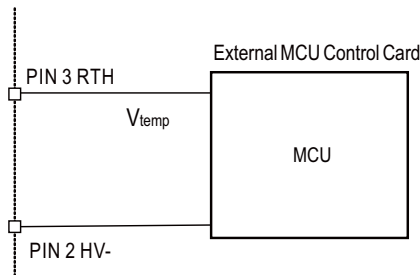 External MCU Control Card
PIN 3 RTH
Vtemp
MCU
PIN 2 HV-